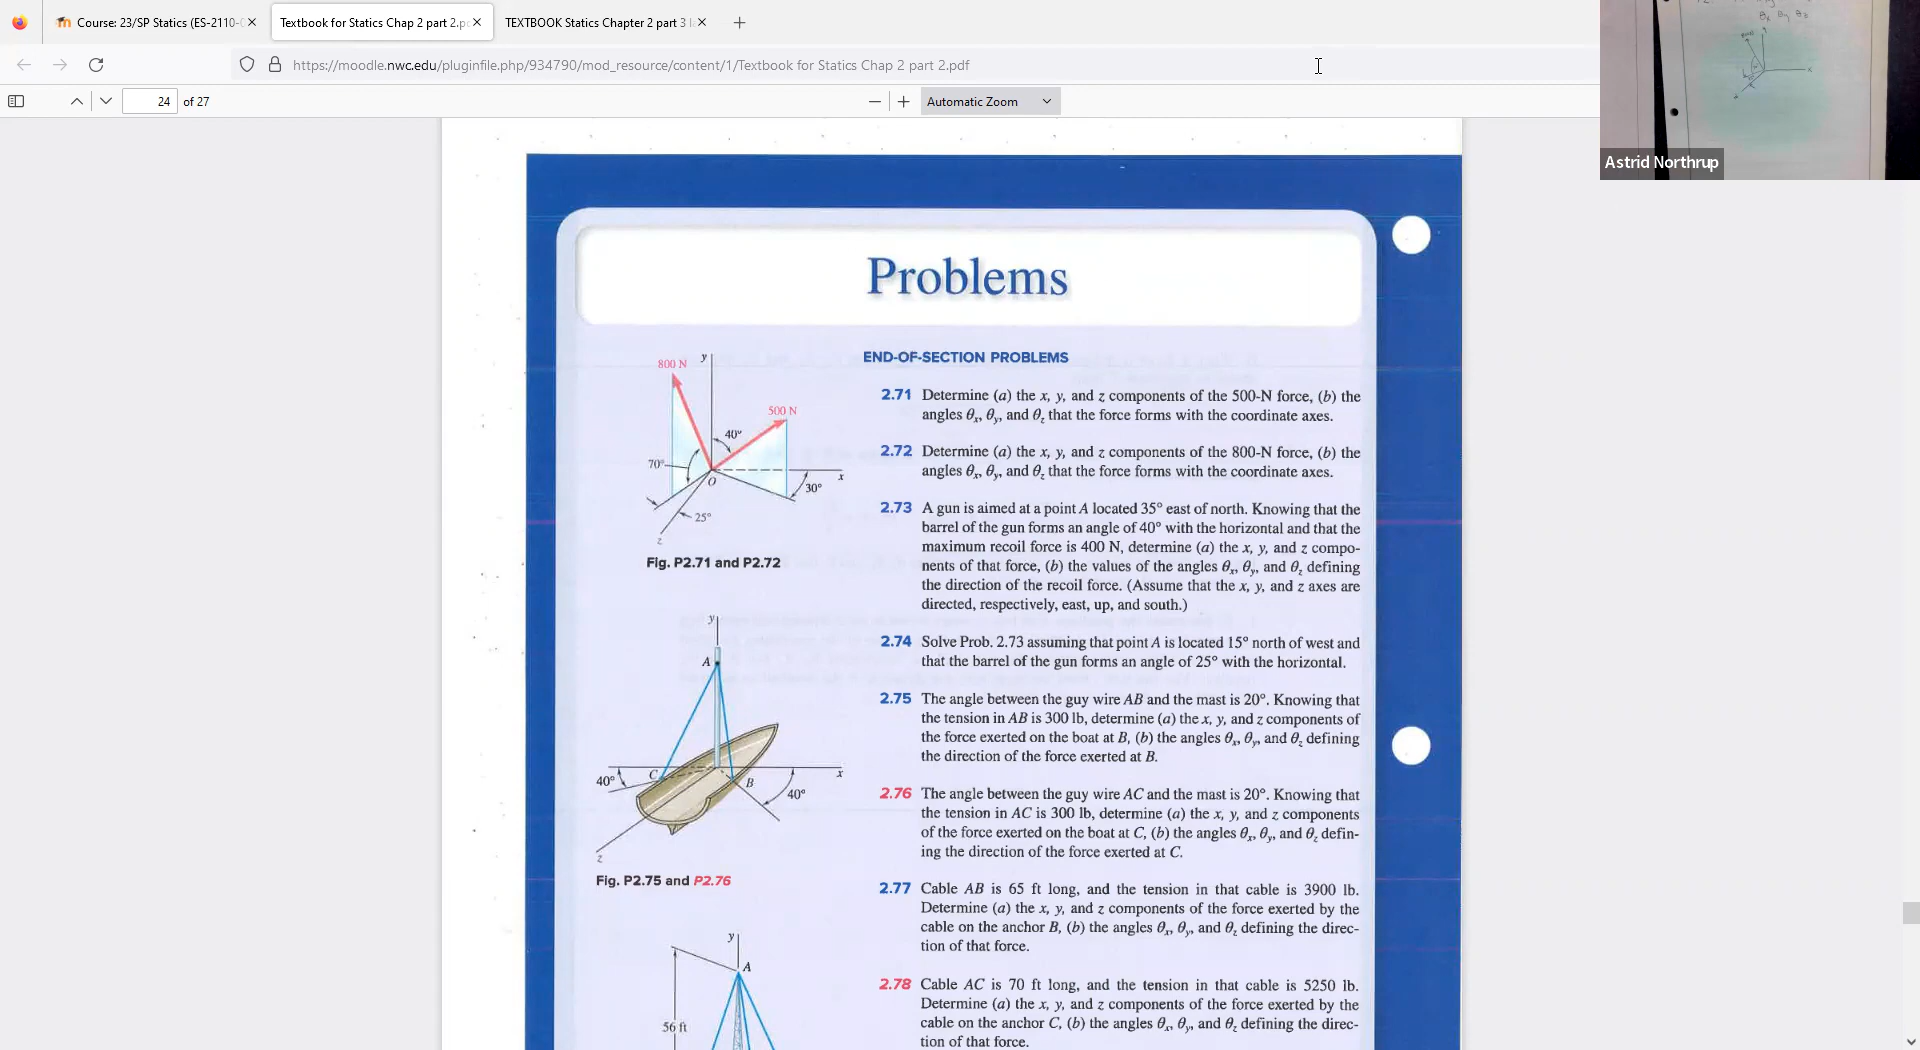 Course: 23/SP Statics (ES-2110-0
Textbook for Statics Chap 2 part 2.pd
TEXTBOOK Statics Chapter 2 part 3 l
https://moodle.nwc.edu/pluginfile.php/934790/mod_resource/content/1/Textbook for Statics Chap 2 part 2.pdf
24 of 27
Automatic Zoom
Astrid Northrup
Problems
800 N
y
500 N
40°
70°
O
x
30°
25°
z
Fig. P2.71 and P2.72
y
A
40°
C
B
x
40°
z
Fig. P2.75 and P2.76
y
A
56 ft
END-OF-SECTION PROBLEMS
2.71 Determine (a) the x, y, and z components of the 500-N force, (b) the
angles θx, θy, and θz that the force forms with the coordinate axes.
2.72 Determine (a) the x, y, and z components of the 800-N force, (b) the
angles θx, θy, and θz that the force forms with the coordinate axes.
2.73 A gun is aimed at a point A located 35° east of north. Knowing that the
barrel of the gun forms an angle of 40° with the horizontal and that the
maximum recoil force is 400 N, determine (a) the x, y, and z compo-
nents of that force, (b) the values of the angles θx, θy, and θz defining
the direction of the recoil force. (Assume that the x, y, and z axes are
directed, respectively, east, up, and south.)
2.74 Solve Prob. 2.73 assuming that point A is located 15° north of west and
that the barrel of the gun forms an angle of 25° with the horizontal.
2.75 The angle between the guy wire AB and the mast is 20°. Knowing that
the tension in AB is 300 lb, determine (a) the x, y, and z components of
the force exerted on the boat at B, (b) the angles θx, θy, and θz defining
the direction of the force exerted at B.
2.76 The angle between the guy wire AC and the mast is 20°. Knowing that
the tension in AC is 300 lb, determine (a) the x, y, and z components
of the force exerted on the boat at C, (b) the angles θx, θy, and θz defin-
ing the direction of the force exerted at C.
2.77 Cable AB is 65 ft long, and the tension in that cable is 3900 lb.
Determine (a) the x, y, and z components of the force exerted by the
cable on the anchor B, (b) the angles θx, θy, and θz defining the direc-
tion of that force.
2.78 Cable AC is 70 ft long, and the tension in that cable is 5250 lb.
Determine (a) the x, y, and z components of the force exerted by the
cable on the anchor C, (b) the angles θx, θy, and θz defining the direc-
tion of that force.